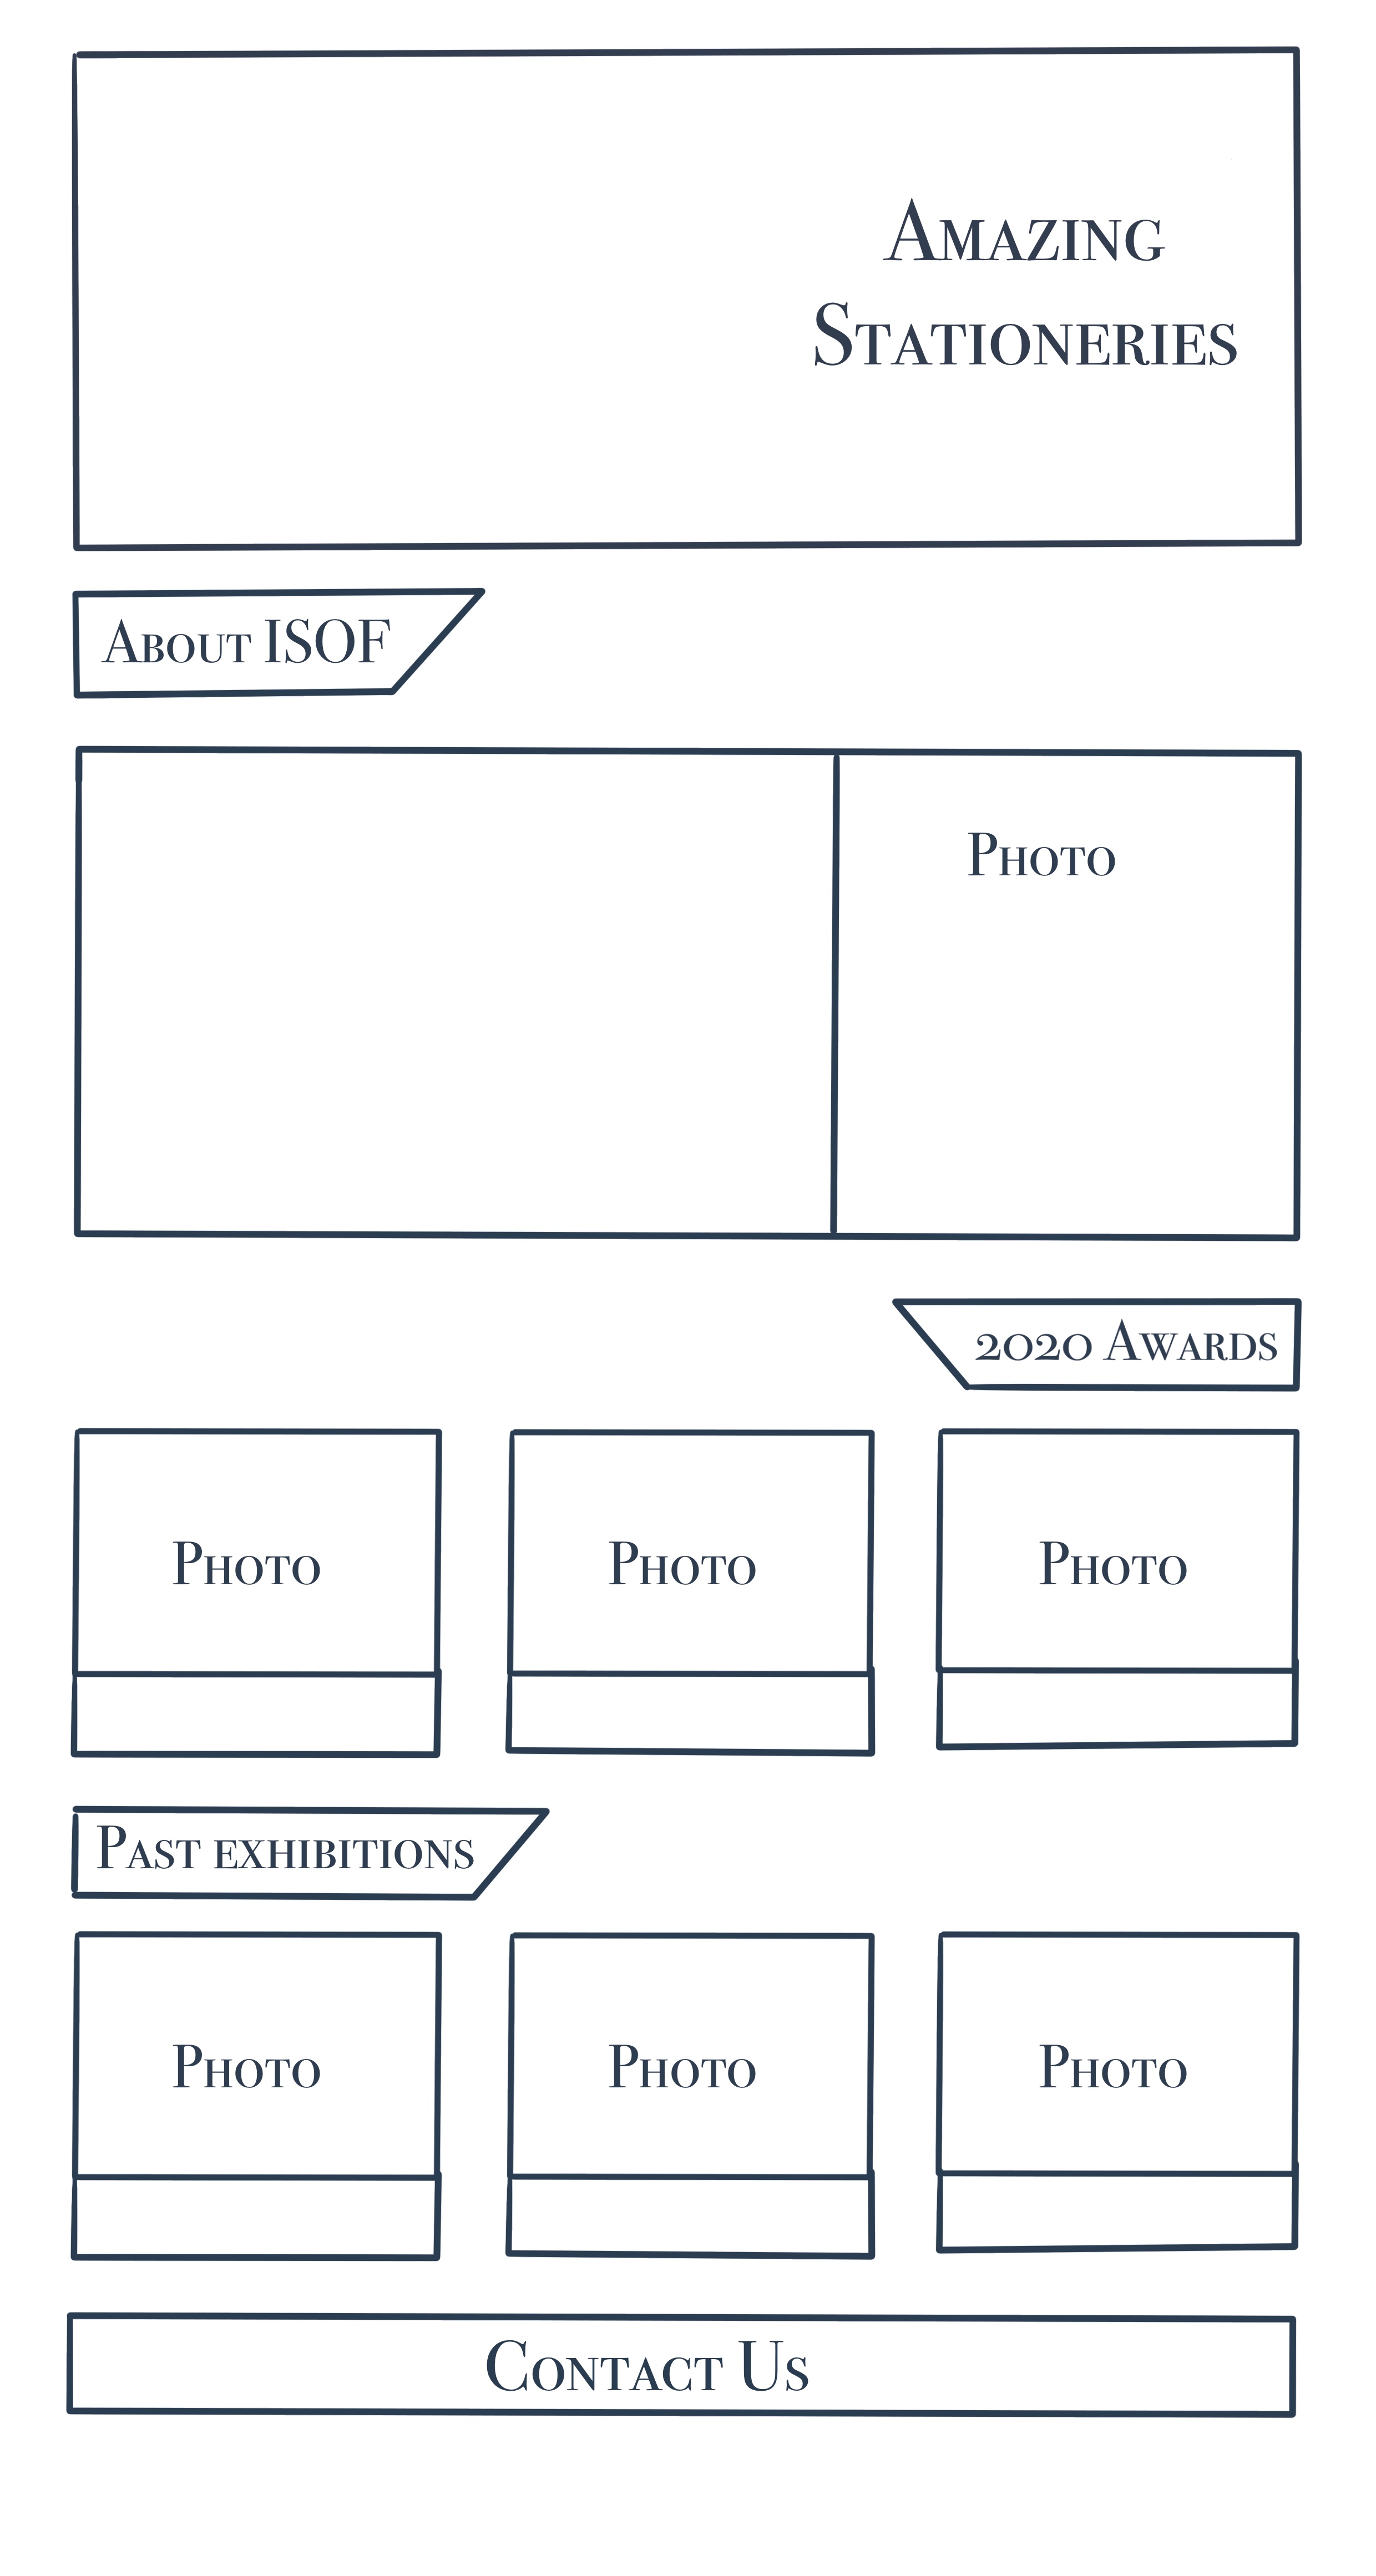 Amazing
Stationeries
About ISOF
Photo
2020 Awards
Photo
Photo
Photo
Past exhibitions
Photo
Photo
Photo
Contact Us